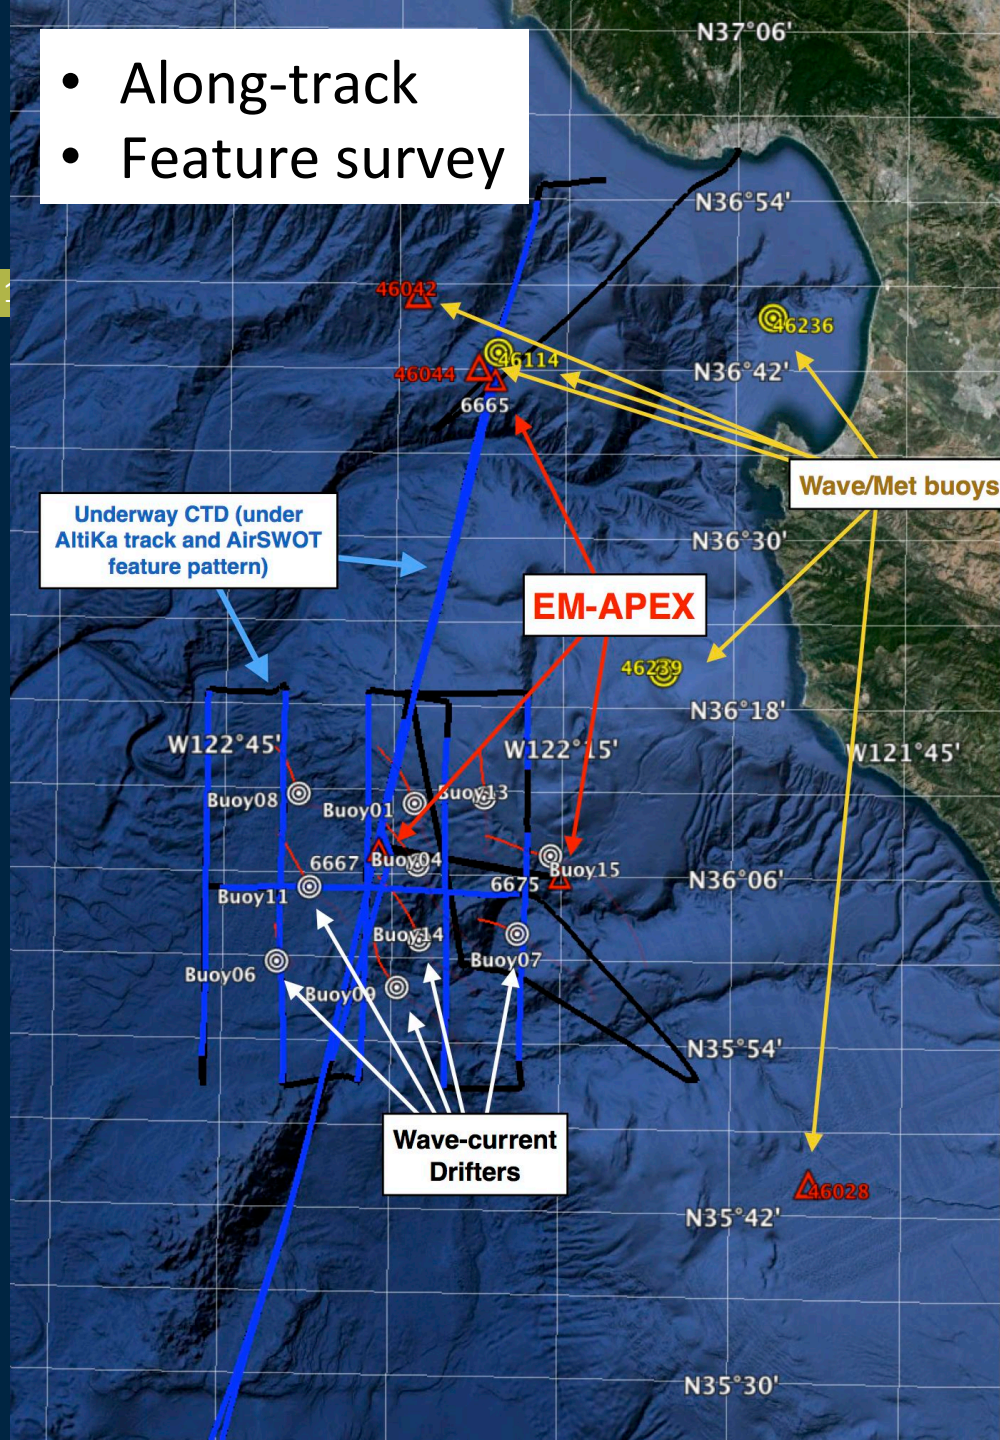 • Along-track
• Feature survey
N37°06'
N36°54'
46042
46236
46114
46044
N36°42'
6665
Wave/Met buoys
Underway CTD (under
AltiKa track and AirSWOT
feature pattern)
N36°30'
EM-APEX
46239
N36°18'
W122°45'
W122°15'
W121°45'
Buoy08
Buoy01
Buoy13
6667
Buoy04
Buoy15
6675
N36°06'
Buoy11
Buoy14
Buoy07
Buoy06
Buoy09
N35°54'
Wave-current
Drifters
46028
N35°42'
N35°30'